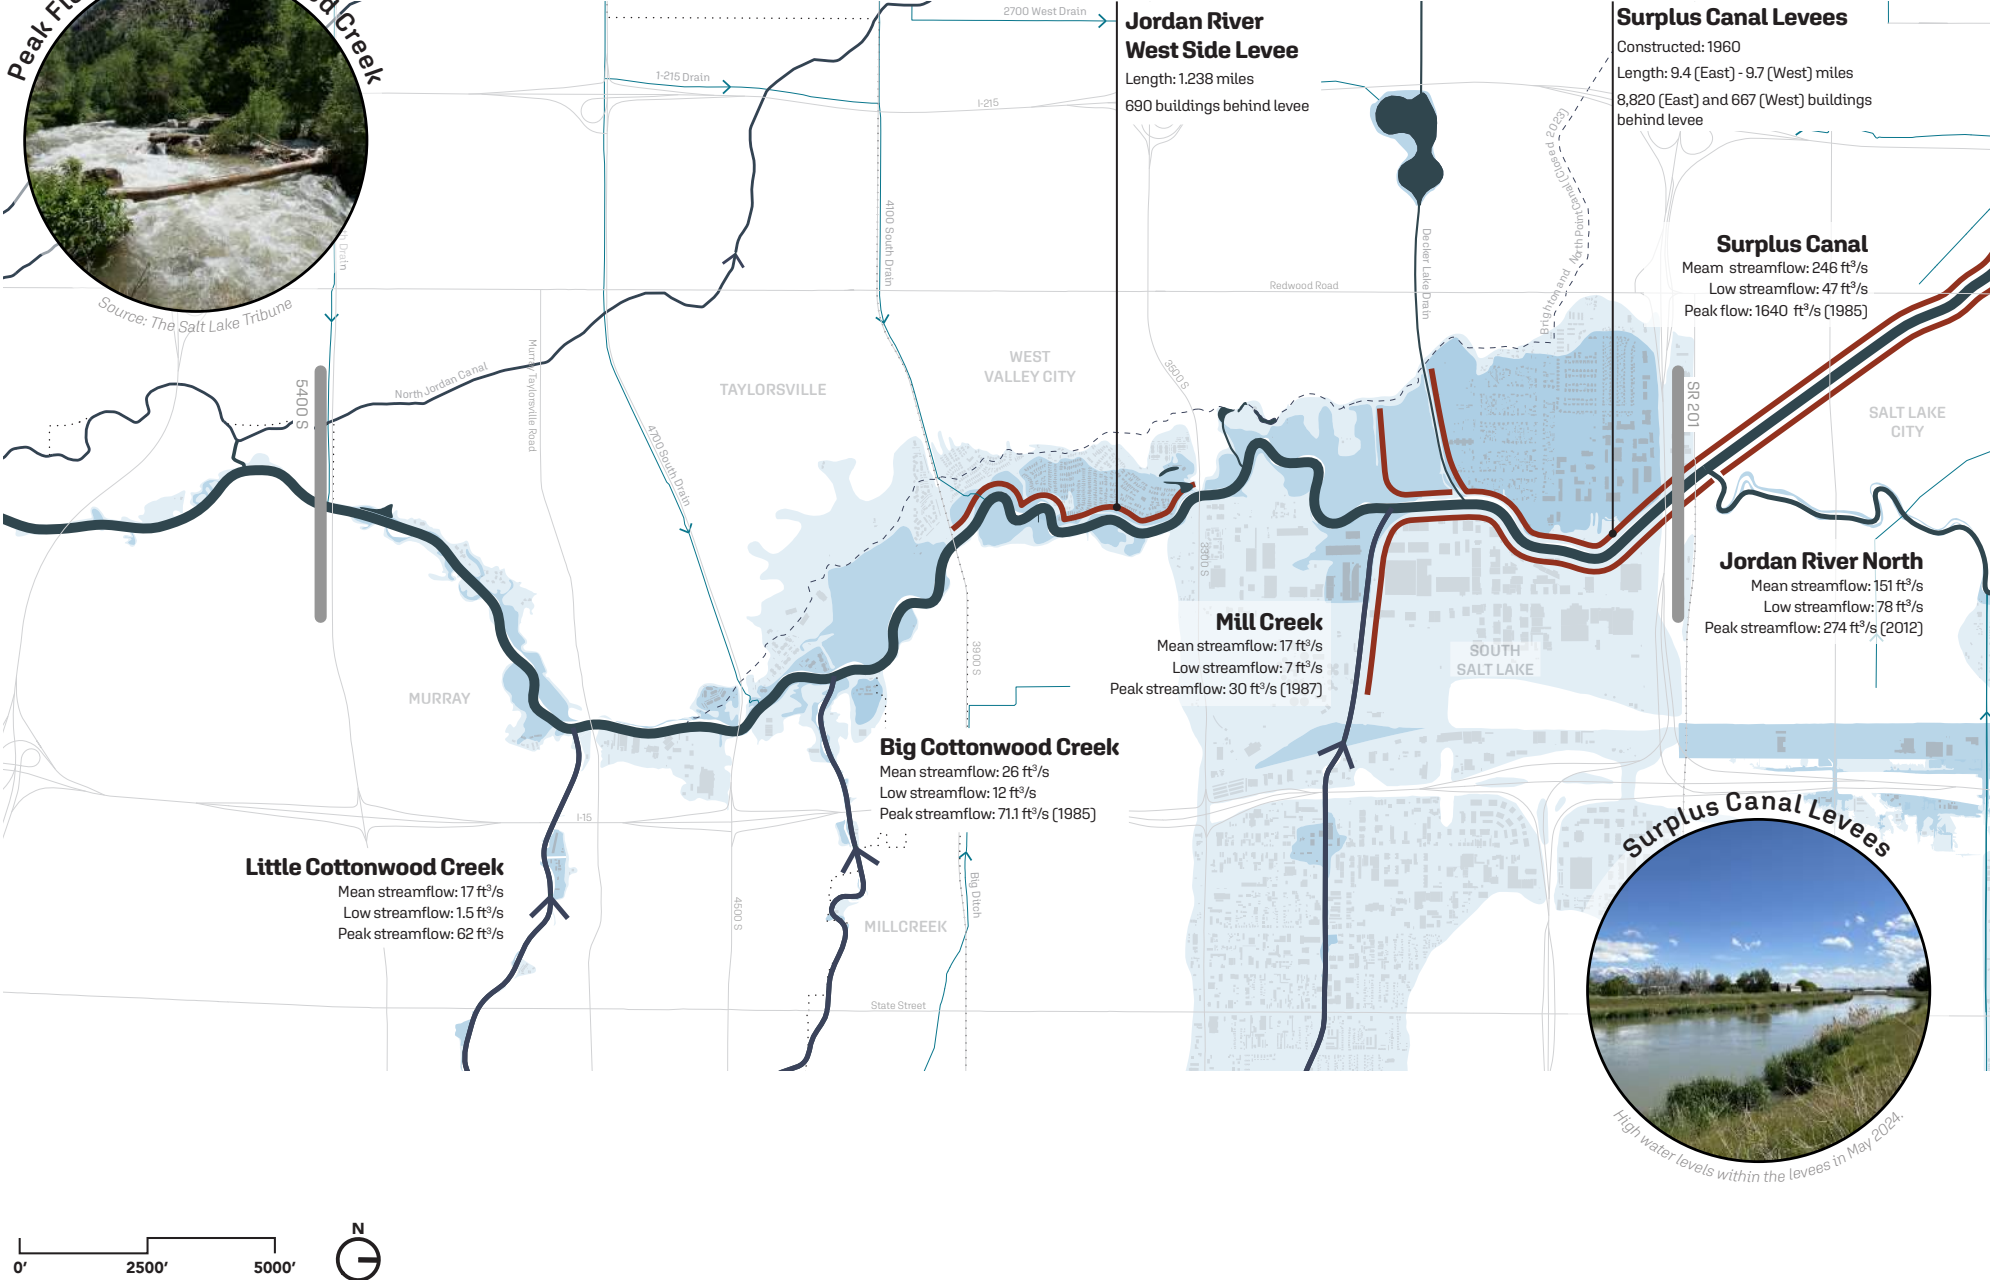 Peak Fl
d Creek
Source: The Salt Lake Tribune
2700 West Drain
I-215 Drain
I-215
Jordan River
West Side Levee
Length: 1.238 miles
690 buildings behind levee
Surplus Canal Levees
Constructed: 1960
Length: 9.4 (East) - 9.7 (West) miles
8,820 (East) and 667 (West) buildings
behind levee
Brighton and North Point Canal (Closed 2023)
4100 South Drain
Decker Lake Drain
Redwood Road
Surplus Canal
Meam streamflow: 246 ft³/s
Low streamflow: 47 ft³/s
Peak flow: 1640 ft³/s (1985)
h Drain
5400 S
North Jordan Canal
Murray Taylorsville Road
TAYLORSVILLE
WEST
VALLEY CITY
3500 S
SR 201
SALT LAKE
CITY
4700 South Drain
3300 S
Jordan River North
Mean streamflow: 151 ft³/s
Low streamflow: 78 ft³/s
Peak streamflow: 274 ft³/s (2012)
Mill Creek
Mean streamflow: 17 ft³/s
Low streamflow: 7 ft³/s
Peak streamflow: 30 ft³/s (1987)
SOUTH
SALT LAKE
3900 S
MURRAY
Big Cottonwood Creek
Mean streamflow: 26 ft³/s
Low streamflow: 12 ft³/s
Peak streamflow: 71.1 ft³/s (1985)
I-15
Little Cottonwood Creek
Mean streamflow: 17 ft³/s
Low streamflow: 1.5 ft³/s
Peak streamflow: 62 ft³/s
4500 S
Big Ditch
MILLCREEK
State Street
Surplus Canal Levees
High water levels within the levees in May 2024.
N
0’
2500’
5000’